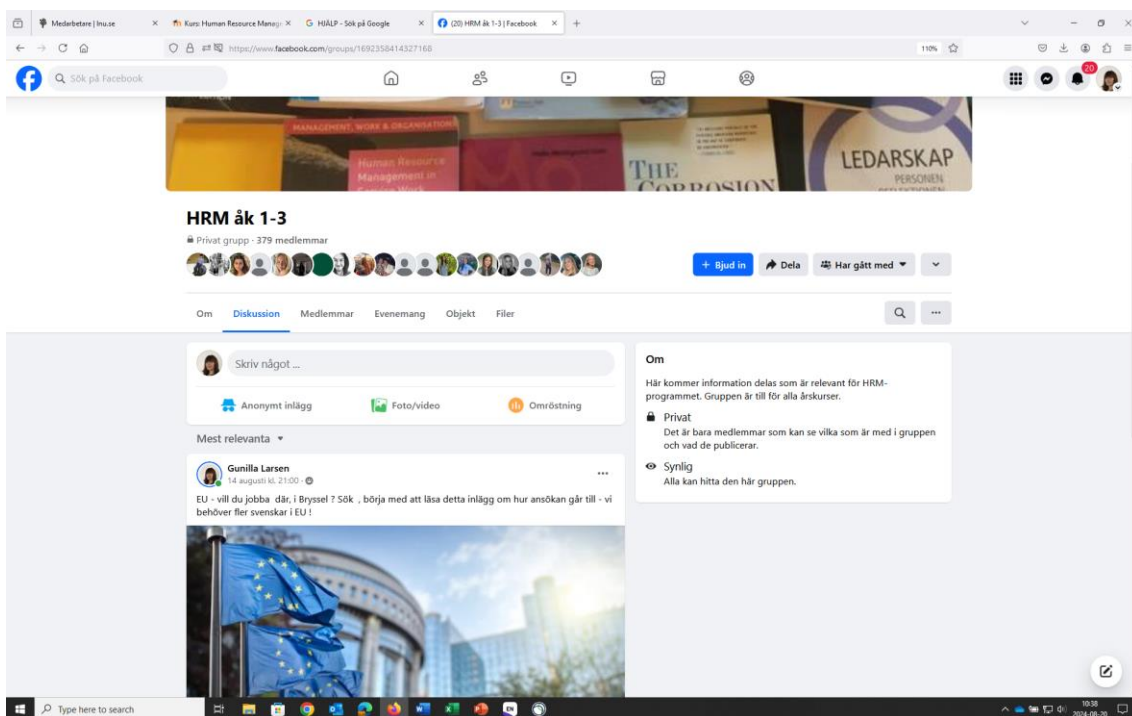 Medarbetare | lnu.se
Kurs: Human Resource Manag
HJÄLP - Sök på Google
(20) HRM åk 1-3 | Facebook
https://www.facebook.com/groups/1692358414327168
110%
Sök på Facebook
20
MANAGEMENT, WORK & ORGANISATION
Human Resource
Management in
Service Work
THE
CORROSION
LEDARSKAP
PERSONEN
HRM åk 1-3
Privat grupp · 379 medlemmar
+ Bjud in
Dela
Har gått med
Om
Diskussion
Medlemmar
Evenemang
Objekt
Filer
Skriv något ...
Anonymt inlägg
Foto/video
Omröstning
Mest relevanta
Gunilla Larsen
14 augusti kl. 21:00 ·
EU - vill du jobba där, i Bryssel ? Sök , börja med att läsa detta inlägg om hur ansökan går till - vi
behöver fler svenskar i EU !
Om
Här kommer information delas som är relevant för HRM-
programmet. Gruppen är till för alla årskurser.
Privat
Det är bara medlemmar som kan se vilka som är med i gruppen
och vad de publicerar.
Synlig
Alla kan hitta den här gruppen.
Type here to search
10:38
2024-08-20